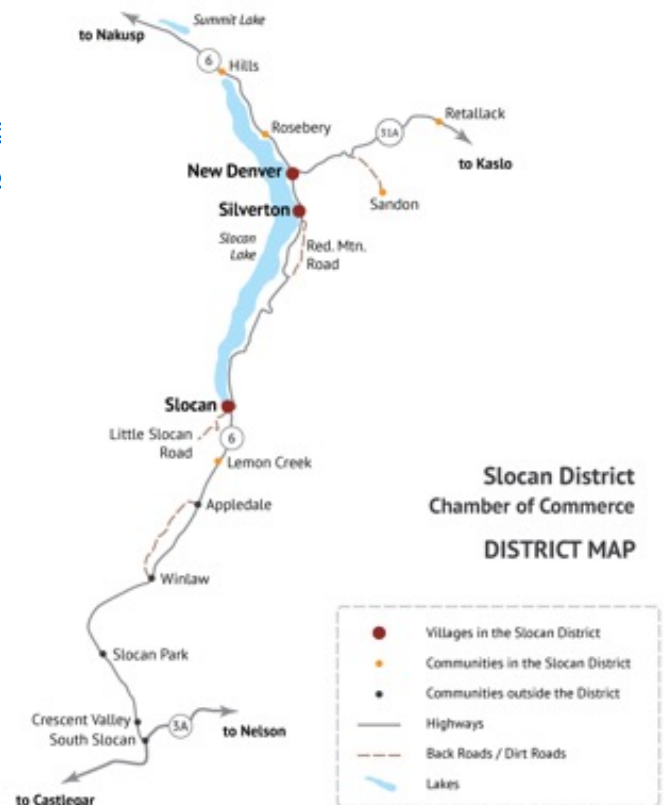 Summit Lake
to Nakusp
6
Hills
Retallack
31A
Rosebery
to Kaslo
New Denver
Sandon
Silverton
Slocan
Lake
Red. Mtn.
Road
Slocan
Little Slocan
Road
6
Lemon Creek
Appledale
Slocan District
Chamber of Commerce
DISTRICT MAP
Winlaw
Villages in the Slocan District
Communities in the Slocan District
Communities outside the District
Highways
Back Roads / Dirt Roads
Lakes
Slocan Park
Crescent Valley
South Slocan
3A
to Nelson
to Castlegar